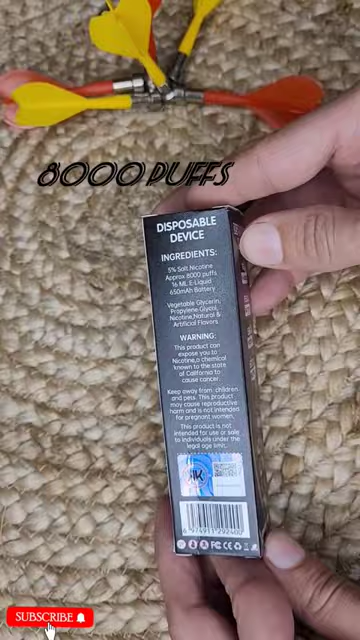 8000 PUFFS
DISPOSABLE
DEVICE
INGREDIENTS:
5% Salt Nicotine
Approx 8000 puffs
16 ML E-Liquid
650mAh Battery
Vegetable Glycerin,
Propylene Glycol,
Nicotine,Natural &
Artificial Flavors
WARNING:
This product can
expose you to
Nicotine,a chemical
known to the state
of California to
cause cancer.
Keep away from children
and pets. This product
may cause reproductive
harm and is not intended
for pregnant women.
This product is not
intended for use or sale
to individuals under the
legal age limit.
6 974911 292460
SUBSCRIBE